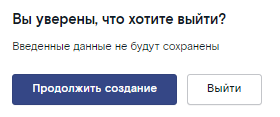 Вы уверены, что хотите выйти?
Введенные данные не будут сохранены
Продолжить создание
Выйти